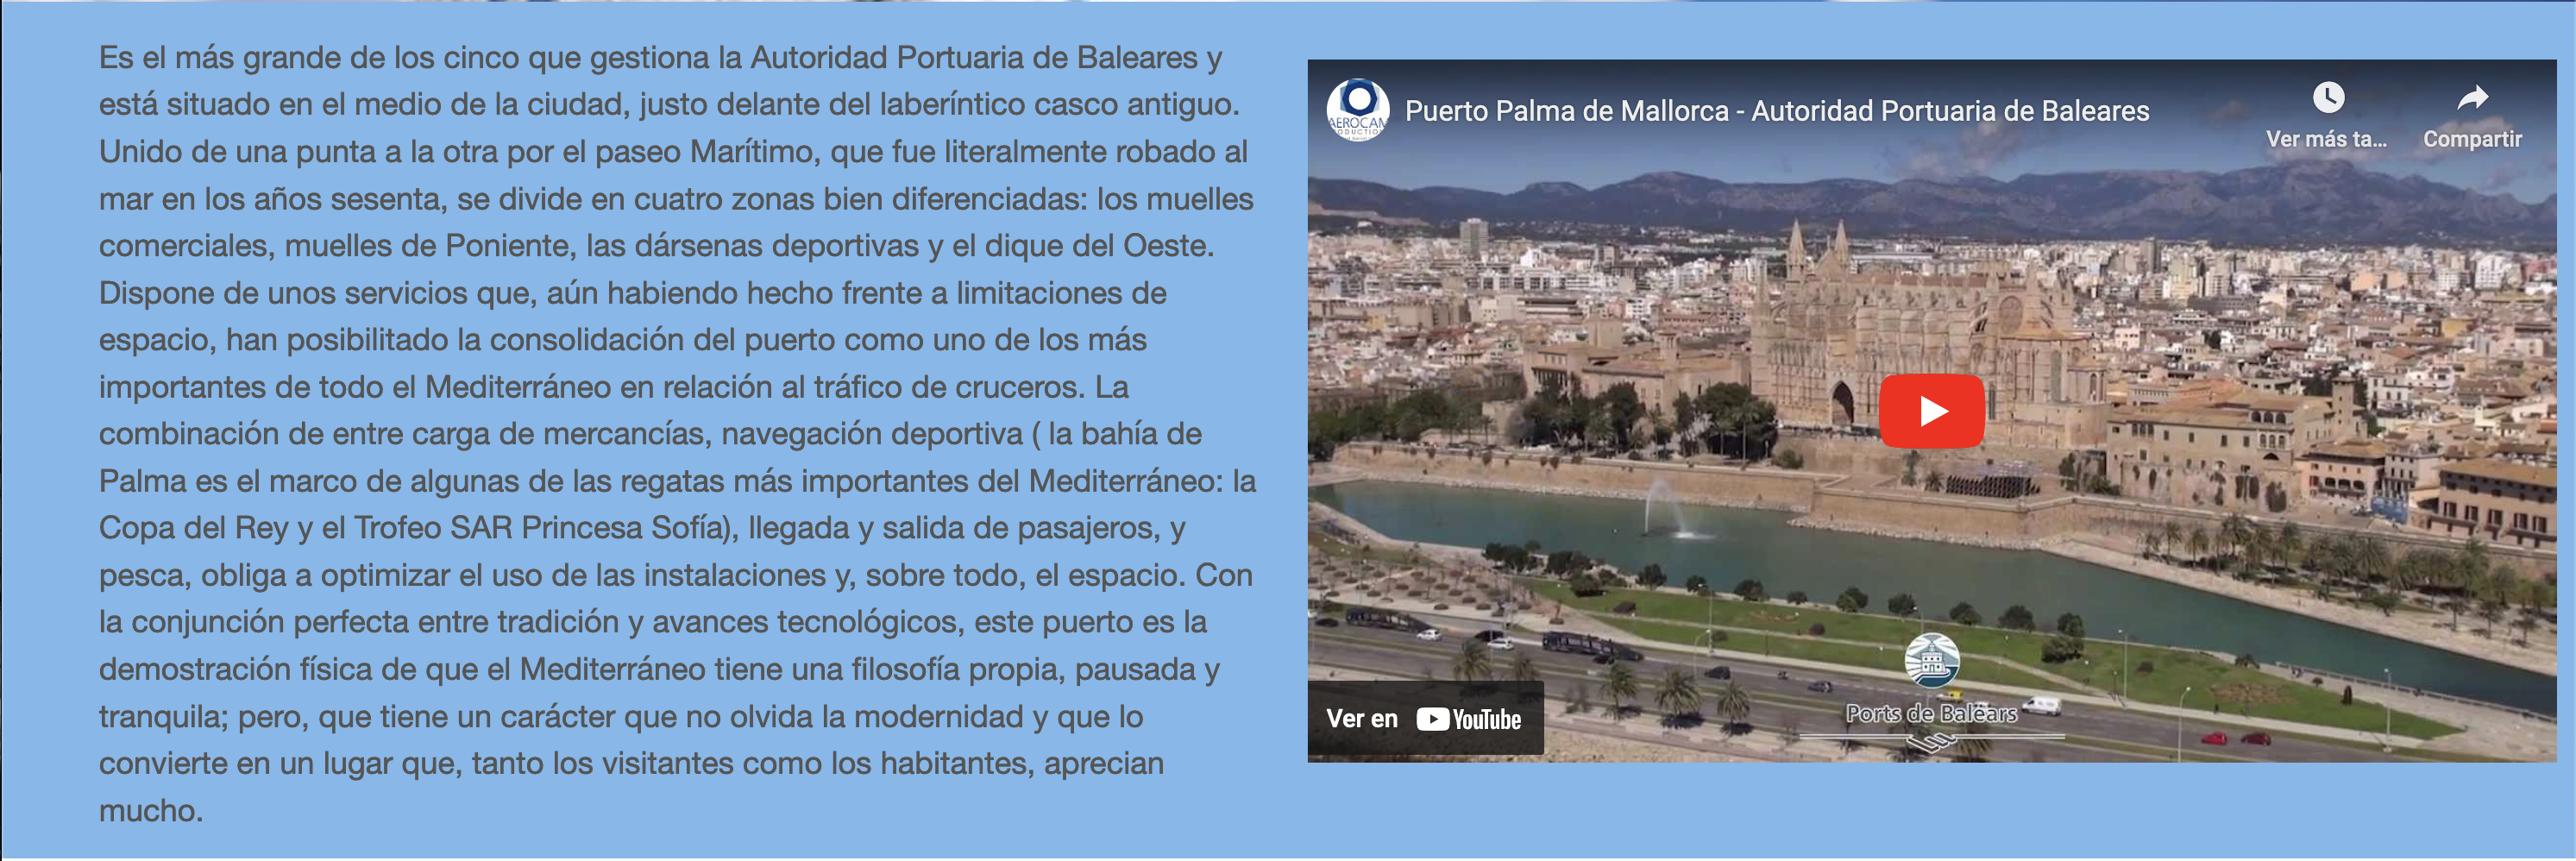 Es el más grande de los cinco que gestiona la Autoridad Portuaria de Baleares y
está situado en el medio de la ciudad, justo delante del laberíntico casco antiguo.
Unido de una punta a la otra por el paseo Marítimo, que fue literalmente robado al
mar en los años sesenta, se divide en cuatro zonas bien diferenciadas: los muelles
comerciales, muelles de Poniente, las dársenas deportivas y el dique del Oeste.
Dispone de unos servicios que, aún habiendo hecho frente a limitaciones de
espacio, han posibilitado la consolidación del puerto como uno de los más
importantes de todo el Mediterráneo en relación al tráfico de cruceros. La
combinación de entre carga de mercancías, navegación deportiva ( la bahía de
Palma es el marco de algunas de las regatas más importantes del Mediterráneo: la
Copa del Rey y el Trofeo SAR Princesa Sofía), llegada y salida de pasajeros, y
pesca, obliga a optimizar el uso de las instalaciones y, sobre todo, el espacio. Con
la conjunción perfecta entre tradición y avances tecnológicos, este puerto es la
demostración física de que el Mediterráneo tiene una filosofía propia, pausada y
tranquila; pero, que tiene un carácter que no olvida la modernidad y que lo
convierte en un lugar que, tanto los visitantes como los habitantes, aprecian
mucho.
AEROCAM
Puerto Palma de Mallorca - Autoridad Portuaria de Baleares
Ver más ta...
Compartir
Ports de Balears
Ver en YouTube